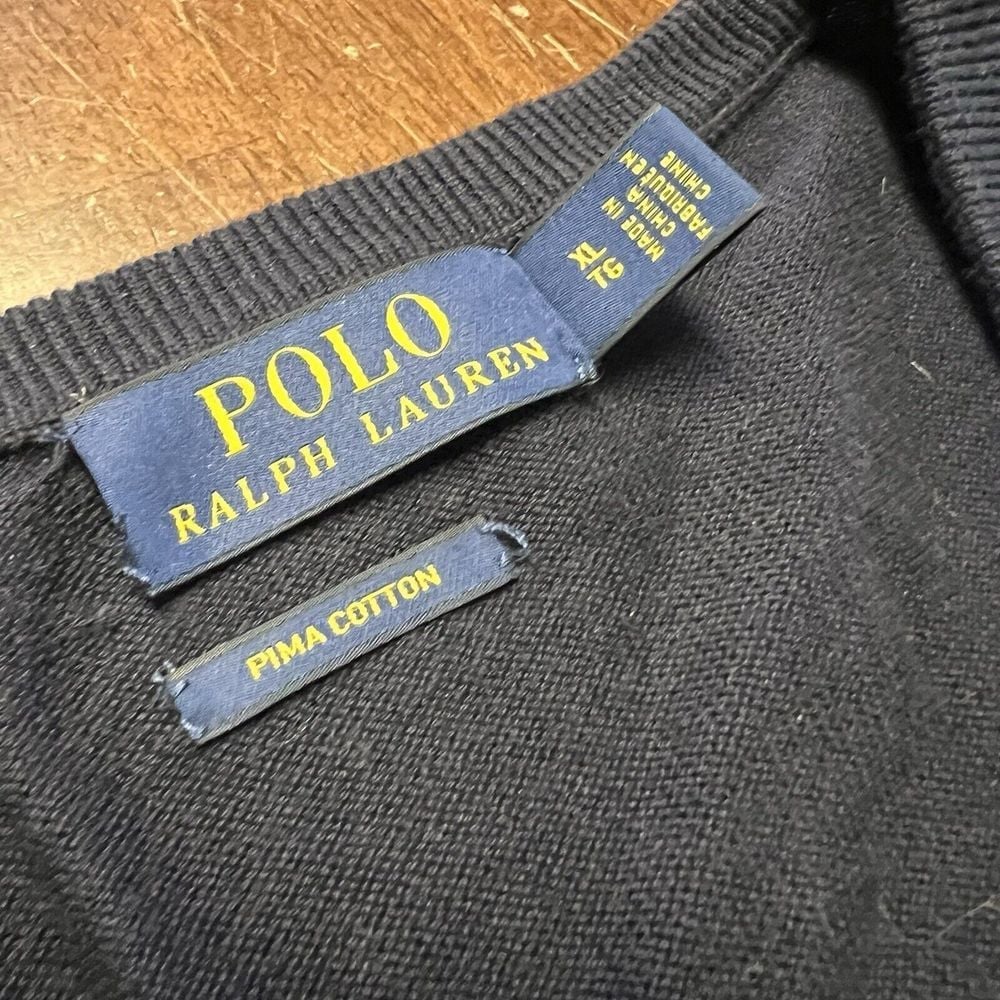 POLO
RALPH LAUREN
XL
TG
MADE IN
CHINA
FABRIQUÉ EN
CHINE
PIMA COTTON